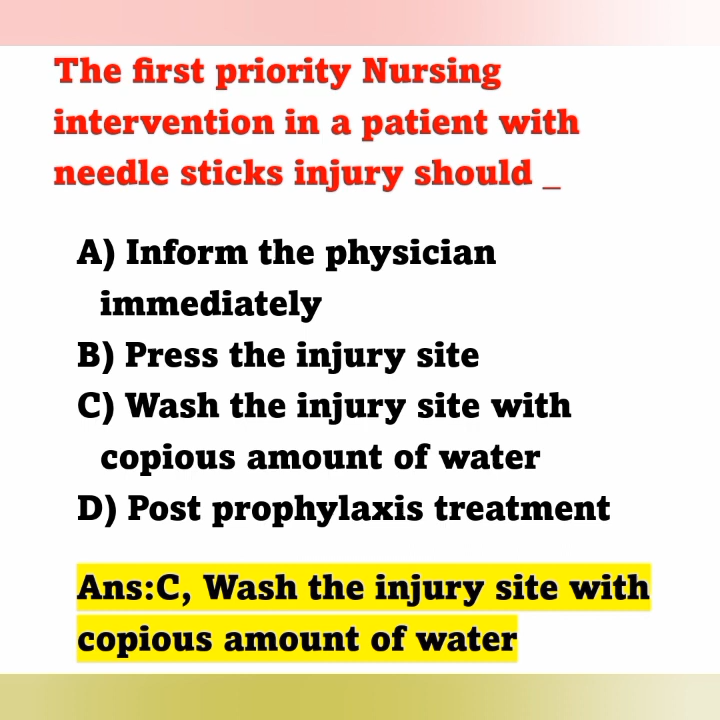 The first priority Nursing
intervention in a patient with
needle sticks injury should _
A) Inform the physician
immediately
B) Press the injury site
C) Wash the injury site with
copious amount of water
D) Post prophylaxis treatment
Ans:C, Wash the injury site with
copious amount of water